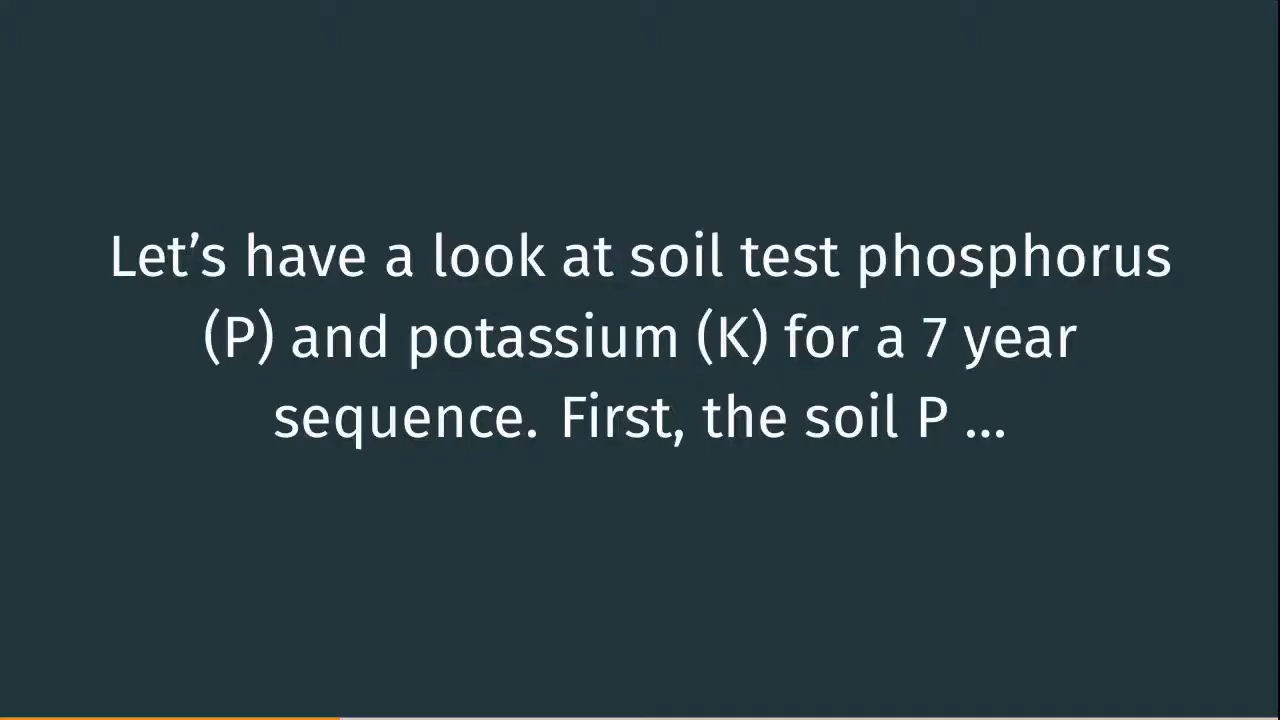 Let’s have a look at soil test phosphorus
(P) and potassium (K) for a 7 year
sequence. First, the soil P ...